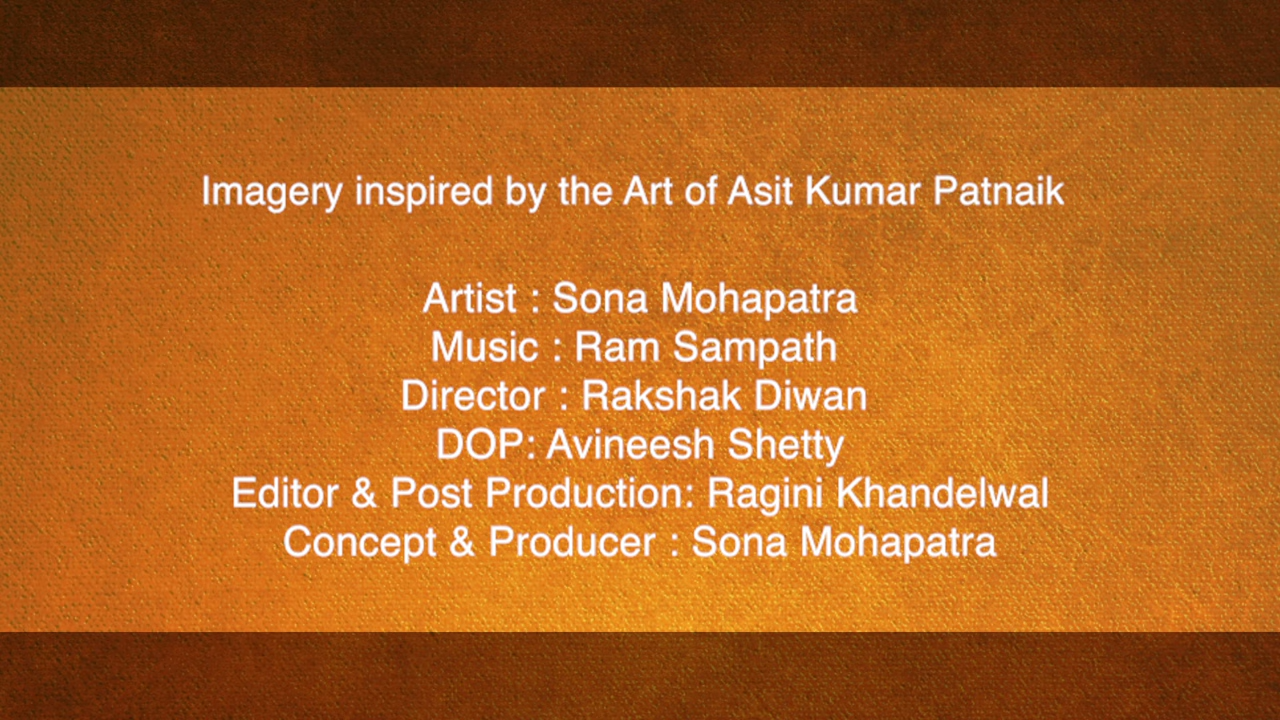 Imagery inspired by the Art of Asit Kumar Patnaik
Artist : Sona Mohapatra
Music : Ram Sampath
Director : Rakshak Diwan
DOP: Avineesh Shetty
Editor & Post Production: Ragini Khandelwal
Concept & Producer : Sona Mohapatra